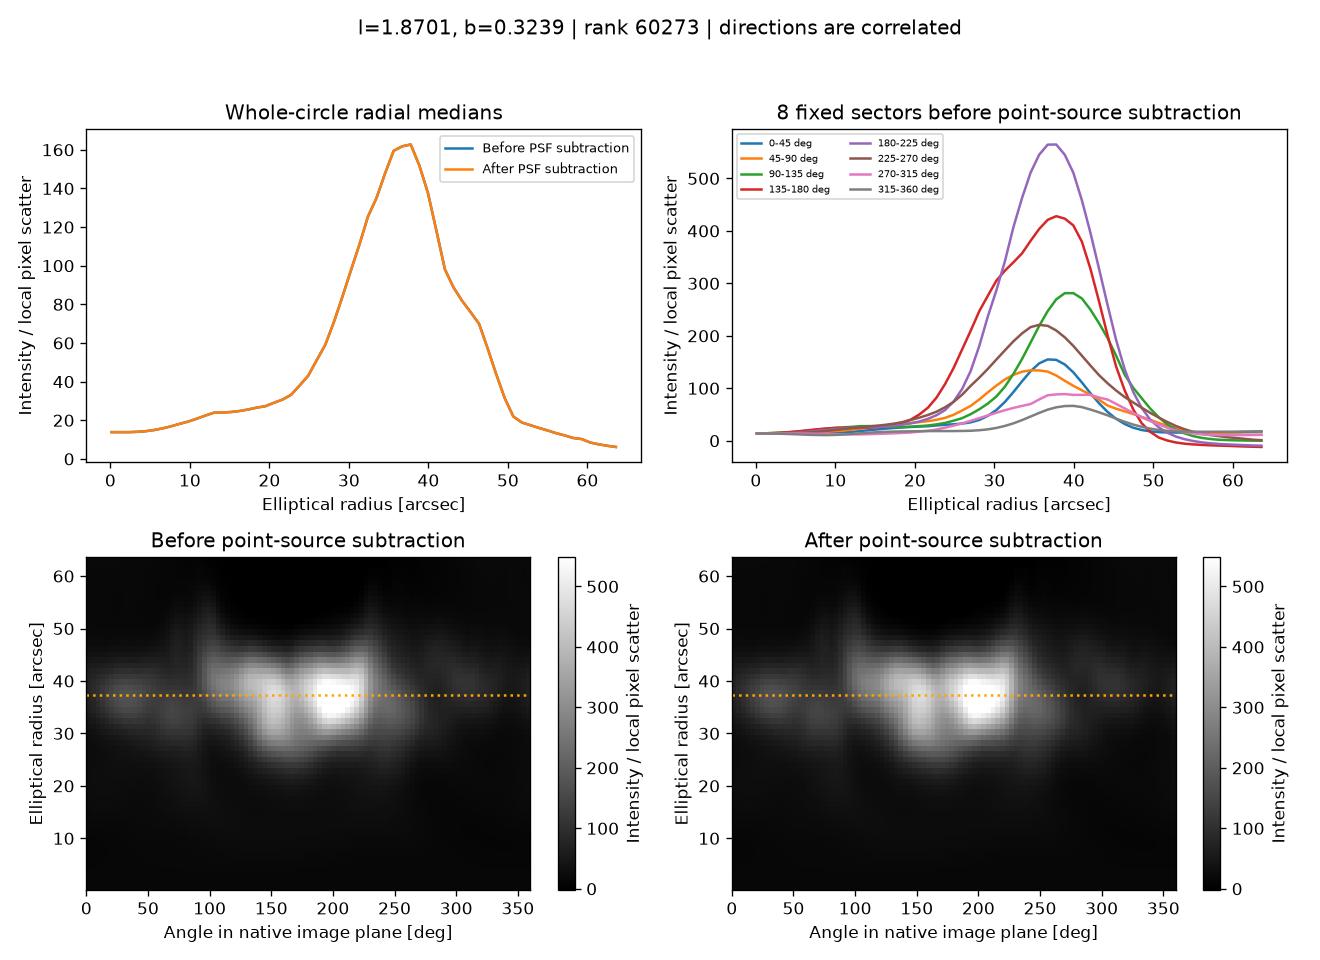 l=1.8701, b=0.3239 | rank 60273 | directions are correlated
Whole-circle radial medians
Before PSF subtraction
After PSF subtraction
Intensity / local pixel scatter
160
140
120
100
80
60
40
20
0
0 10 20 30 40 50 60
Elliptical radius [arcsec]
8 fixed sectors before point-source subtraction
0-45 deg
45-90 deg
90-135 deg
135-180 deg
180-225 deg
225-270 deg
270-315 deg
315-360 deg
Intensity / local pixel scatter
500
400
300
200
100
0
0 10 20 30 40 50 60
Elliptical radius [arcsec]
Before point-source subtraction
Elliptical radius [arcsec]
60
50
40
30
20
10
0 50 100 150 200 250 300 350
Angle in native image plane [deg]
500
400
300
200
100
0
Intensity / local pixel scatter
After point-source subtraction
Elliptical radius [arcsec]
60
50
40
30
20
10
0 50 100 150 200 250 300 350
Angle in native image plane [deg]
500
400
300
200
100
0
Intensity / local pixel scatter